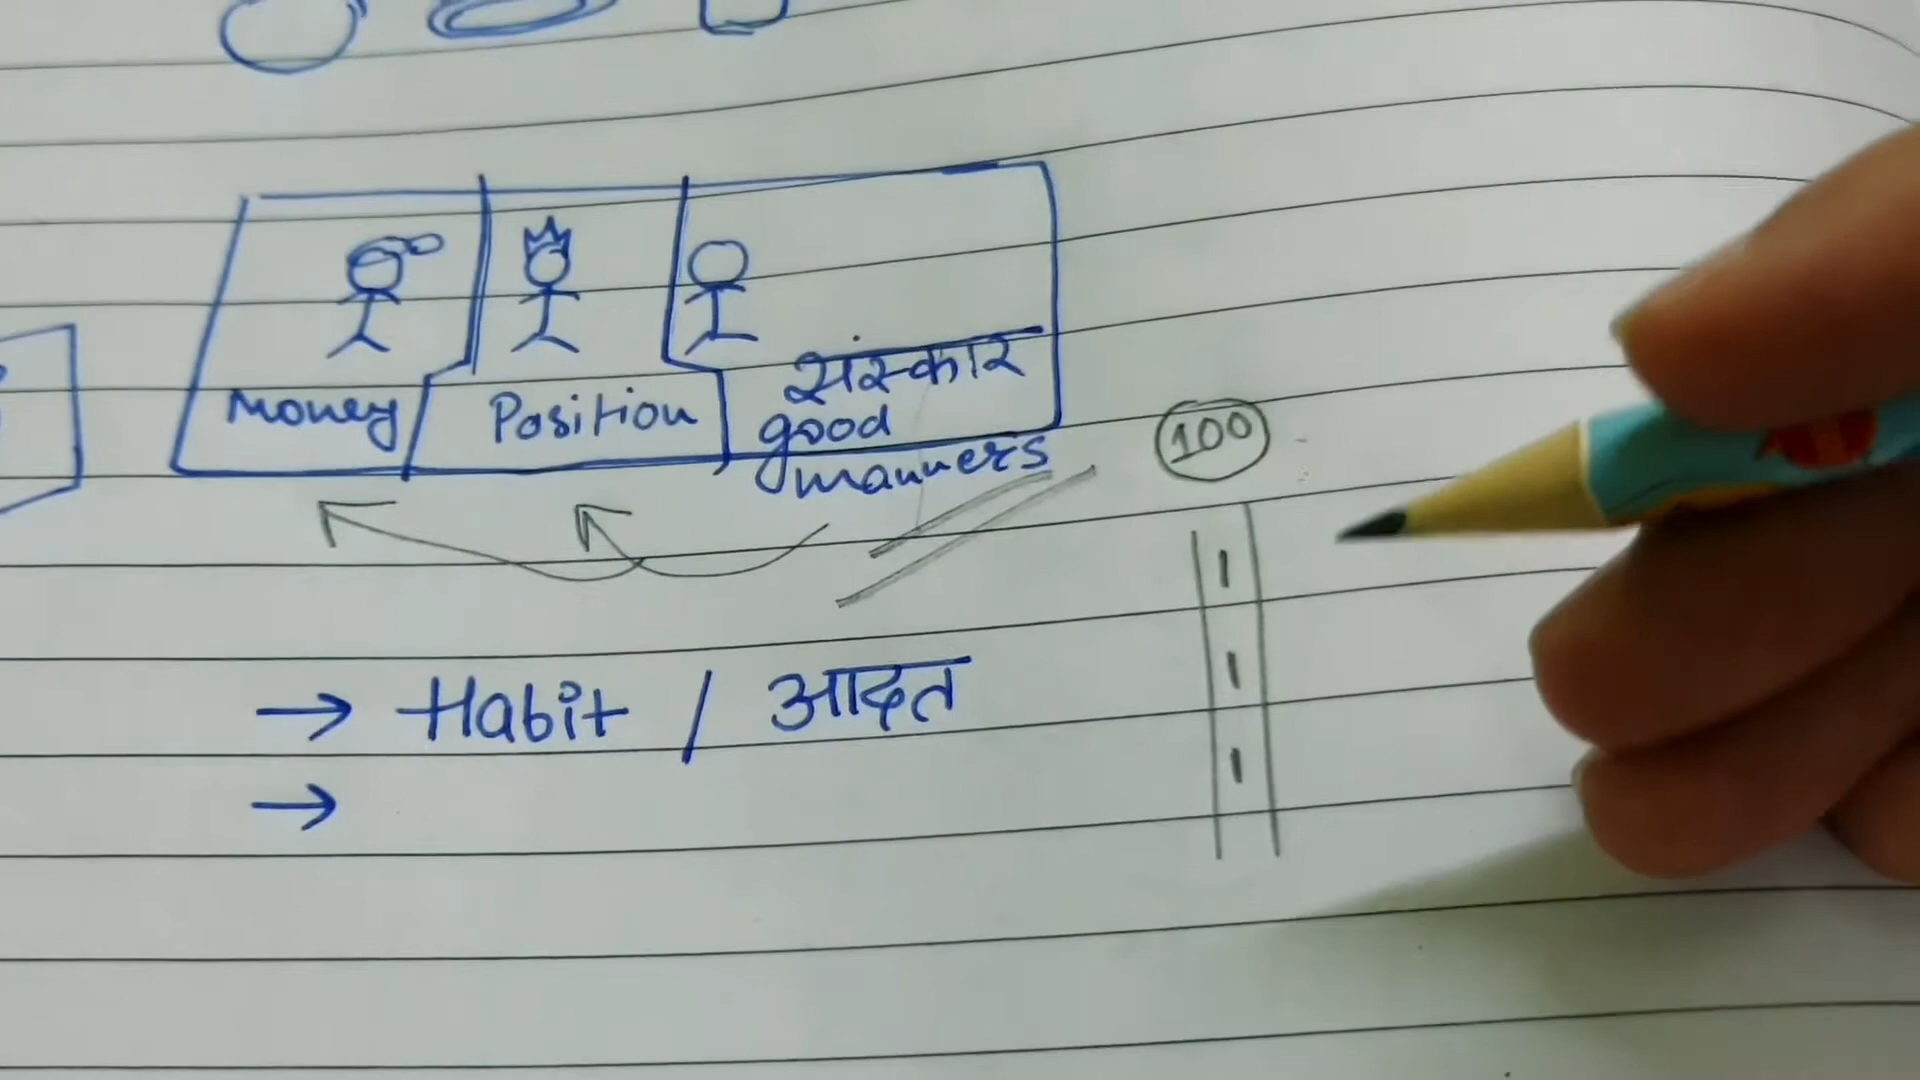 Money
Position
संस्कार
good
manners
100
→ Habit / आदत
→